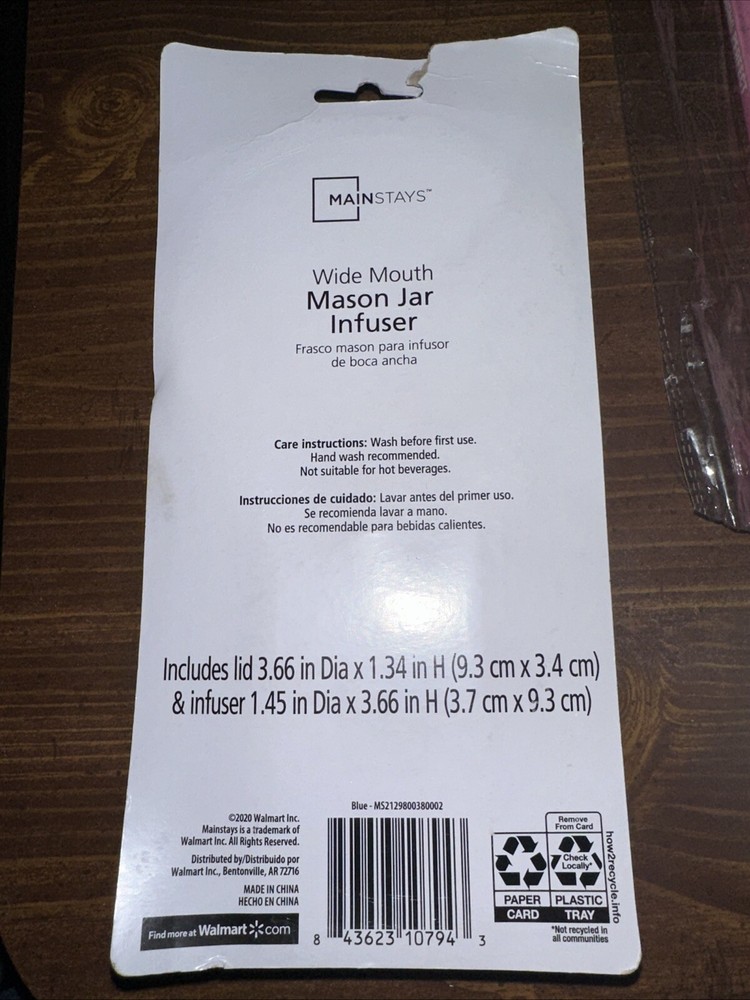 MAINSTAYS™
Wide Mouth
Mason Jar
Infuser
Frasco mason para infusor
de boca ancha
Care instructions: Wash before first use.
Hand wash recommended.
Not suitable for hot beverages.
Instrucciones de cuidado: Lavar antes del primer uso.
Se recomienda lavar a mano.
No es recomendable para bebidas calientes.
Includes lid 3.66 in Dia x 1.34 in H (9.3 cm x 3.4 cm)
& infuser 1.45 in Dia x 3.66 in H (3.7 cm x 9.3 cm)
©2020 Walmart Inc.
Mainstays is a trademark of
Walmart Inc. All Rights Reserved.
Distributed by/Distribuido por
Walmart Inc., Bentonville, AR 72716
MADE IN CHINA
HECHO EN CHINA
Find more at Walmart.com
Blue - MS2129800380002
8 43623 10794 3
Remove
From Card
Check
Locally*
PAPER
CARD
PLASTIC
TRAY
how2recycle.info
*Not recycled in
all communities